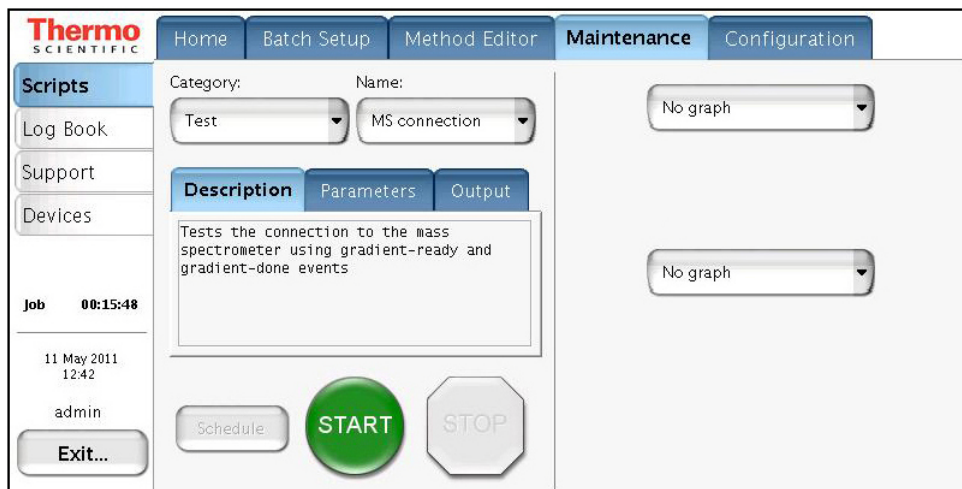 Thermo
SCIENTIFIC
Home
Batch Setup
Method Editor
Maintenance
Configuration
Scripts
Log Book
Support
Devices
Job 00:15:48
11 May 2011
12:42
admin
Exit...
Category:
Name:
Test
MS connection
Description
Parameters
Output
Tests the connection to the mass
spectrometer using gradient-ready and
gradient-done events
Schedule
START
STOP
No graph
No graph